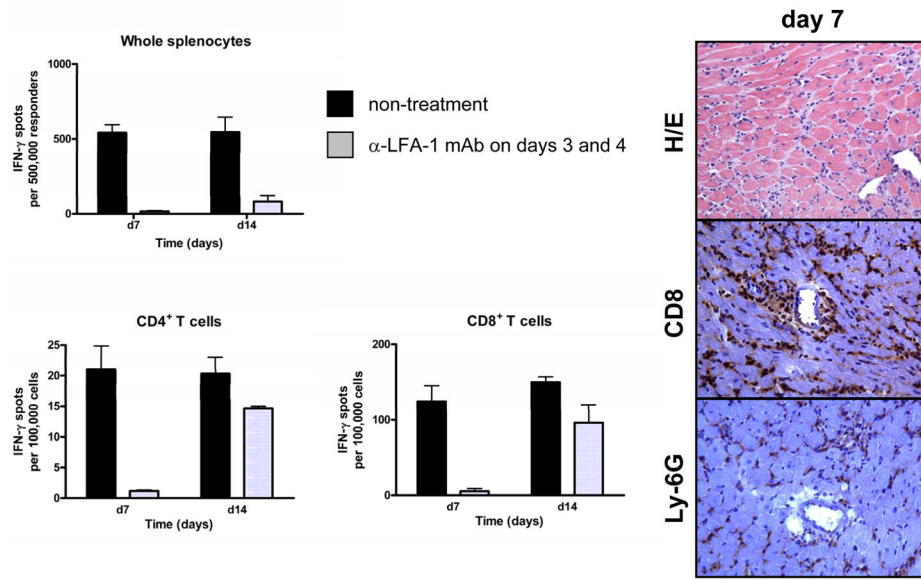 Whole splenocytes
IFN-γ spots
per 500,000 responders
1000
500
0
d7
d14
Time (days)
non-treatment
α-LFA-1 mAb on days 3 and 4
CD4⁺ T cells
IFN-γ spots
per 100,000 cells
25
20
15
10
5
0
d7
d14
Time (days)
CD8⁺ T cells
IFN-γ spots
per 100,000 cells
200
100
0
d7
d14
Time (days)
day 7
H/E
CD8
Ly-6G